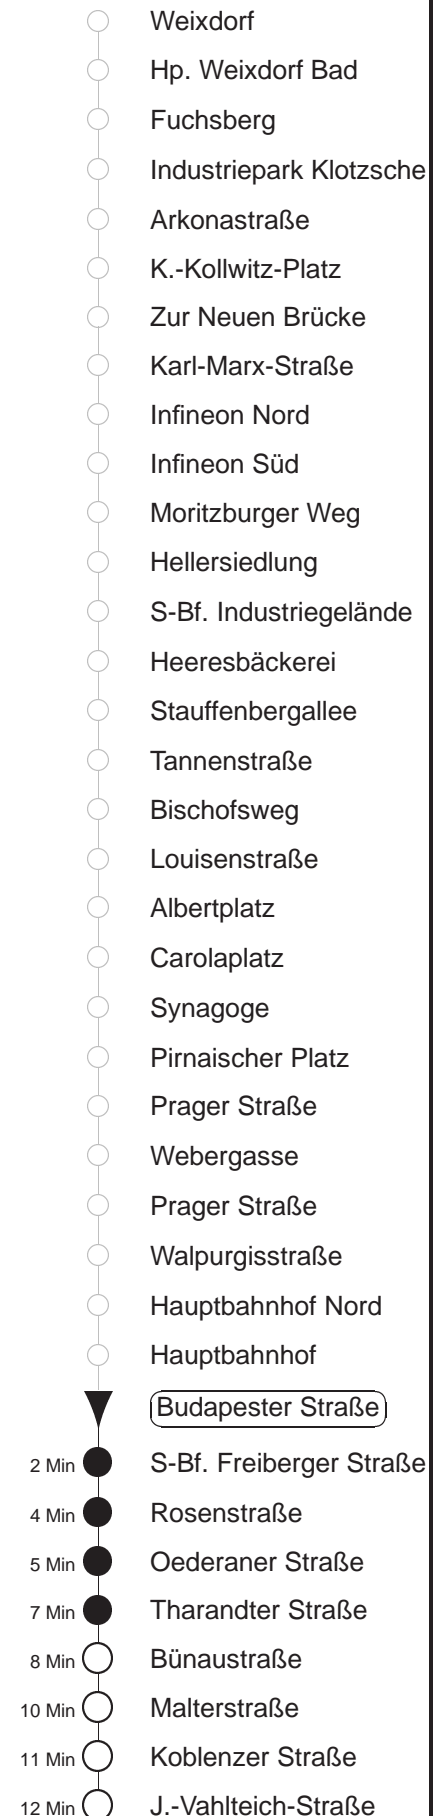 Weixdorf
Hp. Weixdorf Bad
Fuchsberg
Industriepark Klotzsche
Arkonastraße
K.-Kollwitz-Platz
Zur Neuen Brücke
Karl-Marx-Straße
Infineon Nord
Infineon Süd
Moritzburger Weg
Hellersiedlung
S-Bf. Industriegelände
Heeresbäckerei
Stauffenbergallee
Tannenstraße
Bischofsweg
Louisenstraße
Albertplatz
Carolaplatz
Synagoge
Pirnaischer Platz
Prager Straße
Webergasse
Prager Straße
Walpurgisstraße
Hauptbahnhof Nord
Hauptbahnhof
Budapester Straße
2 Min S-Bf. Freiberger Straße
4 Min Rosenstraße
5 Min Oederaner Straße
7 Min Tharandter Straße
8 Min Bünaustraße
10 Min Malterstraße
11 Min Koblenzer Straße
12 Min J.-Vahlteich-Straße